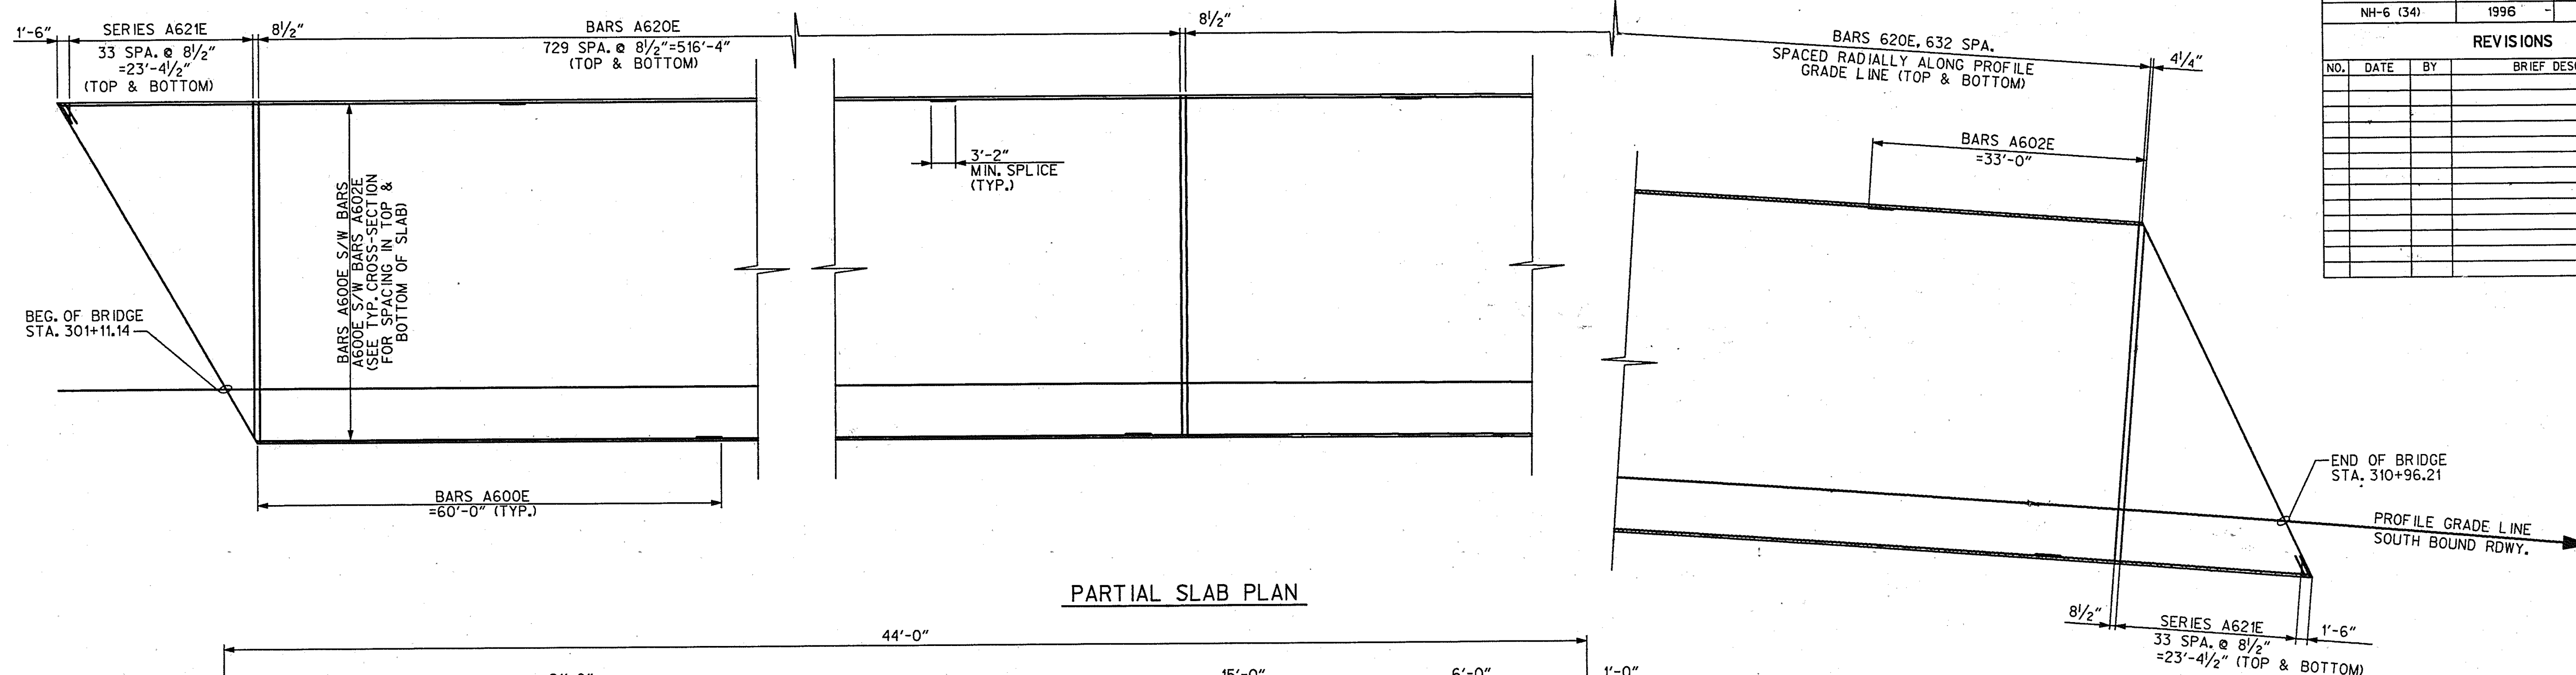 1'-6"
SERIES A621E
33 SPA. @ 8½"
=23'-4½"
(TOP & BOTTOM)
8½"
BARS A620E
729 SPA. @ 8½"=516'-4"
(TOP & BOTTOM)
8½"
BARS 620E, 632 SPA.
SPACED RADIALLY ALONG PROFILE
GRADE LINE (TOP & BOTTOM)
4¼"
NH-6 (34)
1996 -
REVISIONS
NO. DATE BY BRIEF DESC
BARS A600E S/W BARS
A600E S/W BARS A602E
(SEE TYP. CROSS-SECTION
FOR SPACING IN TOP &
BOTTOM OF SLAB)
3'-2"
MIN. SPLICE
(TYP.)
BARS A602E
=33'-0"
BEG. OF BRIDGE
STA. 301+11.14
BARS A600E
=60'-0" (TYP.)
END OF BRIDGE
STA. 310+96.21
PROFILE GRADE LINE
SOUTH BOUND RDWY.
8½"
SERIES A621E
33 SPA. @ 8½"
=23'-4½" (TOP & BOTTOM)
1'-6"
PARTIAL SLAB PLAN
44'-0"
15'-0"
6'-0"
1'-0"